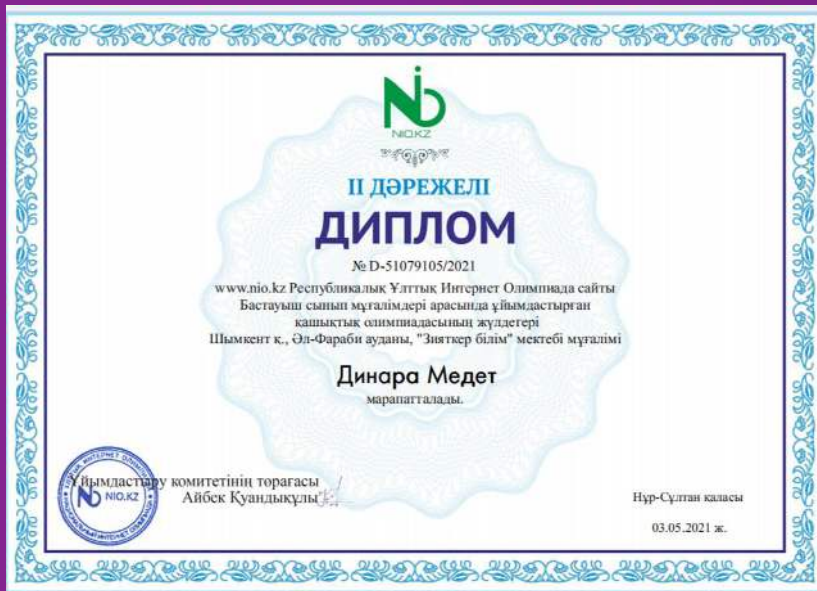 NIO.KZ
II ДӘРЕЖЕЛІ
ДИПЛОМ
№ D-51079105/2021
www.nio.kz Республикалық Ұлттық Интернет Олимпиада сайты
Бастауыш сынып мұғалімдері арасында ұйымдастырған
қашықтық олимпиадасының жүлдегері
Шымкент қ., Әл-Фараби ауданы, "Зияткер білім" мектебі мұғалімі
Динара Медет
марапатталады.
Ұйымдастыру комитетінің төрағасы
Айбек Қуандықұлы
NIO.KZ
Нұр-Сұлтан қаласы
03.05.2021 ж.